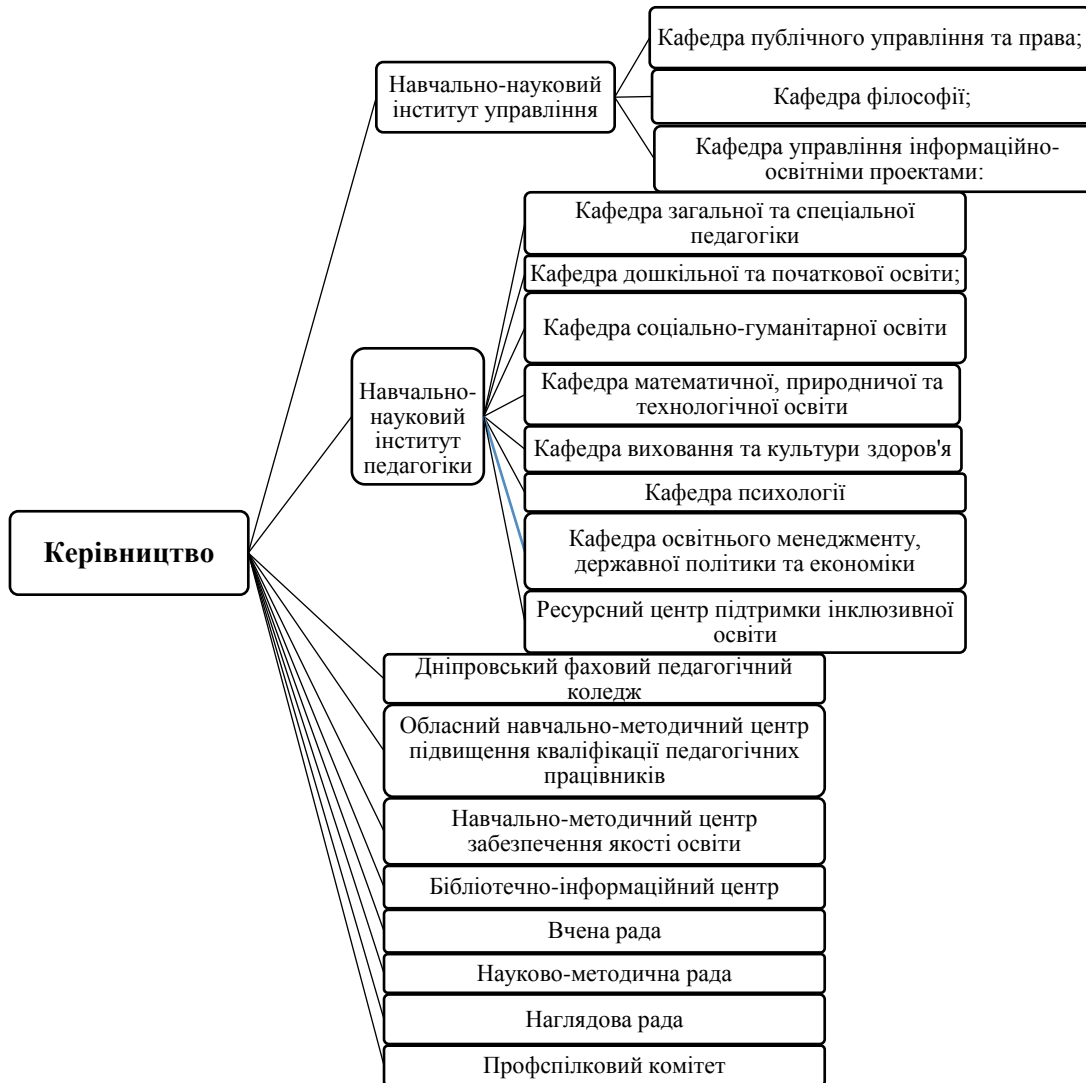 Кафедра публічного управління та права;
Навчально-науковий
інститут управління
Кафедра філософії;
Кафедра управління інформаційно-
освітніми проектами:
Кафедра загальної та спеціальної
педагогіки
Кафедра дошкільної та початкової освіти;
Кафедра соціально-гуманітарної освіти
Навчально-
науковий
інститут
педагогіки
Кафедра математичної, природничої та
технологічної освіти
Кафедра виховання та культури здоров'я
Кафедра психології
Кафедра освітнього менеджменту,
державної політики та економіки
Ресурсний центр підтримки інклюзивної
освіти
Керівництво
Дніпровський фаховий педагогічний
коледж
Обласний навчально-методичний центр
підвищення кваліфікації педагогічних
працівників
Навчально-методичний центр
забезпечення якості освіти
Бібліотечно-інформаційний центр
Вчена рада
Науково-методична рада
Наглядова рада
Профспілковий комітет